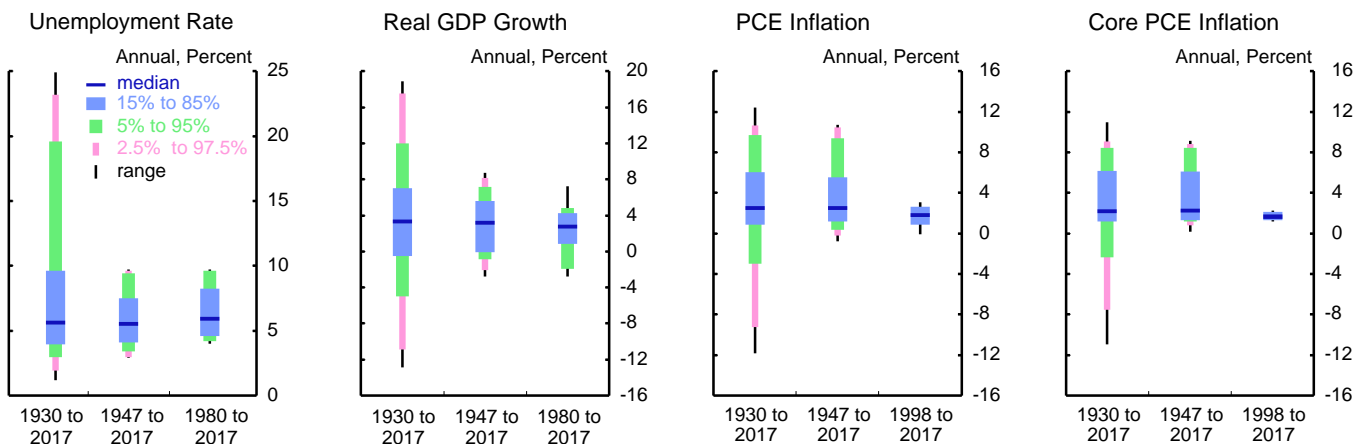 Unemployment Rate
Annual, Percent
median
15% to 85%
5% to 95%
2.5% to 97.5%
range
25
20
15
10
5
0
1930 to
2017
1947 to
2017
1980 to
2017
Real GDP Growth
Annual, Percent
20
16
12
8
4
0
-4
-8
-12
-16
1930 to
2017
1947 to
2017
1980 to
2017
PCE Inflation
Annual, Percent
16
12
8
4
0
-4
-8
-12
-16
1930 to
2017
1947 to
2017
1998 to
2017
Core PCE Inflation
Annual, Percent
16
12
8
4
0
-4
-8
-12
-16
1930 to
2017
1947 to
2017
1998 to
2017